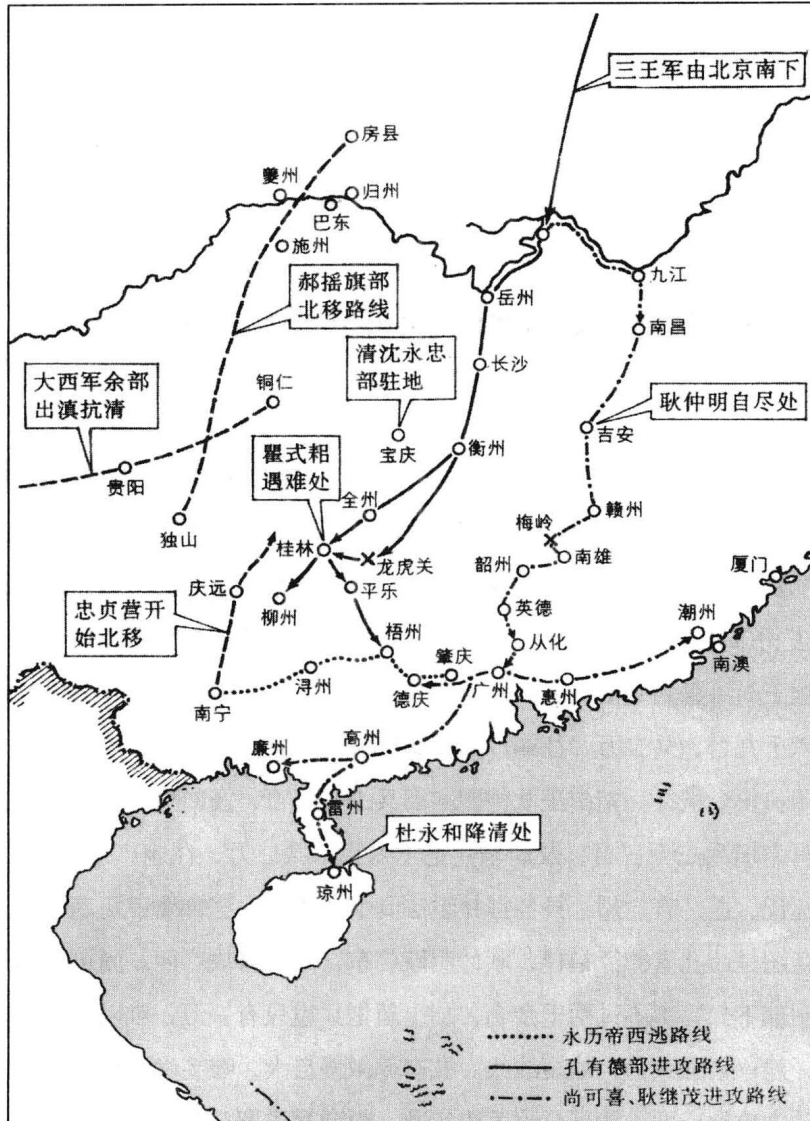 三王军由北京南下
房县
夔州
归州
巴东
施州
九江
岳州
郝摇旗部
北移路线
南昌
清沈永忠
部驻地
长沙
大西军余部
出滇抗清
铜仁
耿仲明自尽处
吉安
宝庆
衡州
瞿式耜
遇难处
贵阳
全州
赣州
独山
梅岭
桂林
龙虎关
南雄
韶州
厦门
庆远
平乐
忠贞营开
始北移
柳州
英德
潮州
梧州
从化
南澳
肇庆
浔州
德庆
广州
惠州
南宁
高州
廉州
雷州
杜永和降清处
琼州
永历帝西逃路线
孔有德部进攻路线
尚可喜、耿继茂进攻路线